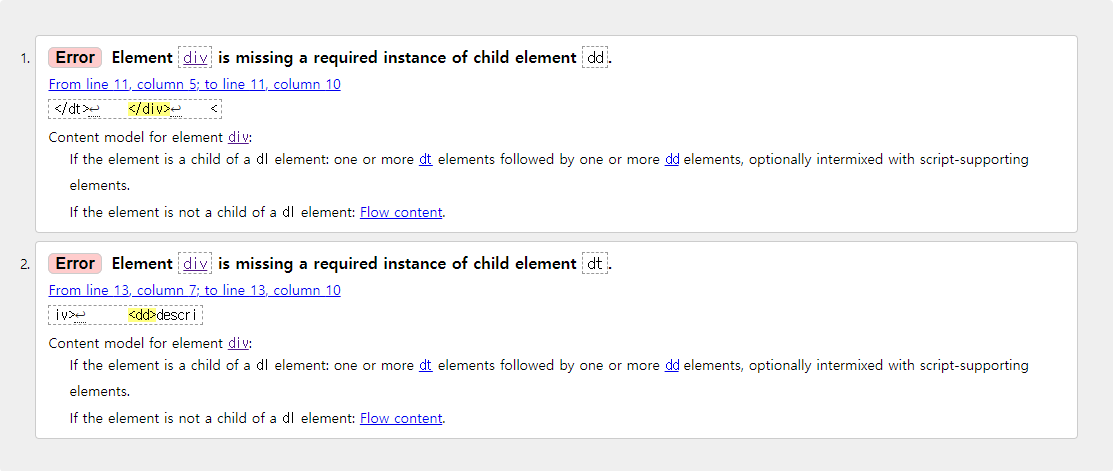 1. Error Element div is missing a required instance of child element dd.
From line 11, column 5; to line 11, column 10
</dt>↩    </div>↩    <
Content model for element div:
If the element is a child of a dl element: one or more dt elements followed by one or more dd elements, optionally intermixed with script-supporting
elements.
If the element is not a child of a dl element: Flow content.
2. Error Element div is missing a required instance of child element dt.
From line 13, column 7; to line 13, column 10
iv>↩      <dd>descri
Content model for element div:
If the element is a child of a dl element: one or more dt elements followed by one or more dd elements, optionally intermixed with script-supporting
elements.
If the element is not a child of a dl element: Flow content.